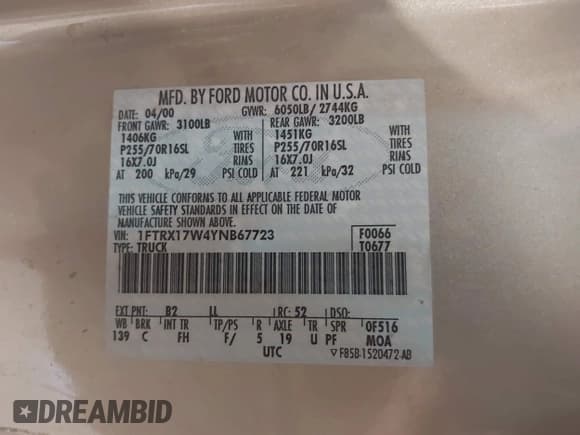 MFD. BY FORD MOTOR CO. IN U.S.A.
DATE: 04/00 GVWR: 6050LB/ 2744KG
FRONT GAWR: 3100LB REAR GAWR: 3200LB
1406KG WITH 1451KG WITH
P255/70R16SL TIRES P255/70R16SL TIRES
16X7.0J RIMS 16X7.0J RIMS
AT 200 kPa/29 PSI COLD AT 221 kPa/32 PSI COLD
THIS VEHICLE CONFORMS TO ALL APPLICABLE FEDERAL MOTOR
VEHICLE SAFETY STANDARDS IN EFFECT ON THE DATE OF
MANUFACTURE SHOWN ABOVE.
VIN: 1FTRX17W4YNB67723 F0066
TYPE: TRUCK T0677
EXT PNT: B2 LL RC: 52 DSO:
WB BRK INT TR TP/PS R AXLE TR SPR 0F516
139 C FH F/ 5 19 U PF MOA
UTC ▽ F85B-1520472-AB
DREAMBID